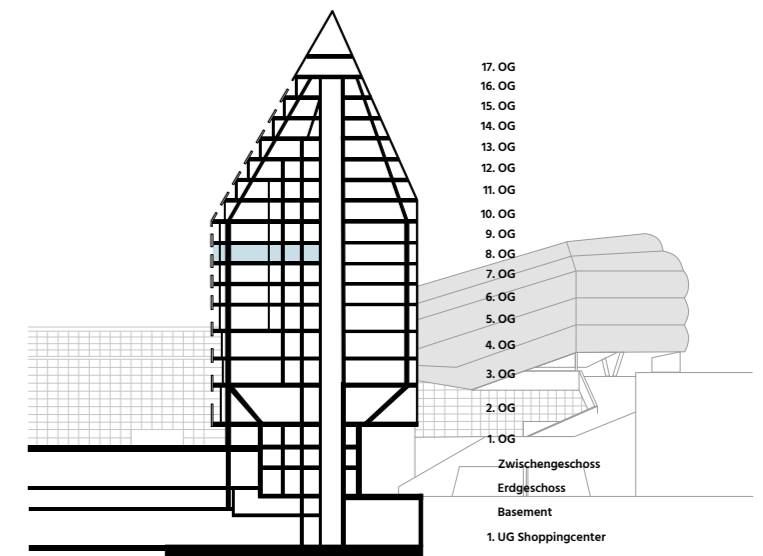 17. OG
16. OG
15. OG
14. OG
13. OG
12. OG
11. OG
10. OG
9. OG
8. OG
7. OG
6. OG
5. OG
4. OG
3. OG
2. OG
1. OG
Zwischengeschoss
Erdgeschoss
Basement
1. UG Shoppingcenter